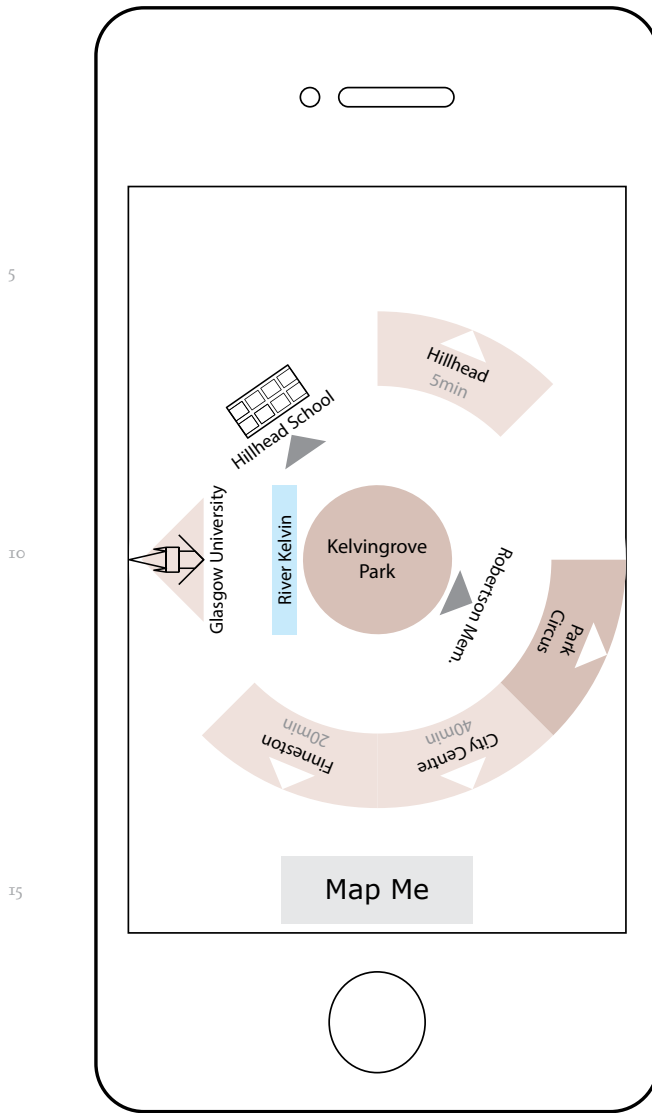 5
Hillhead
5min
Hillhead School
Glasgow University
River Kelvin
10
Kelvingrove
Park
Robertson Mem.
Park
Circus
City Centre
40min
Finneston
20min
15
Map Me